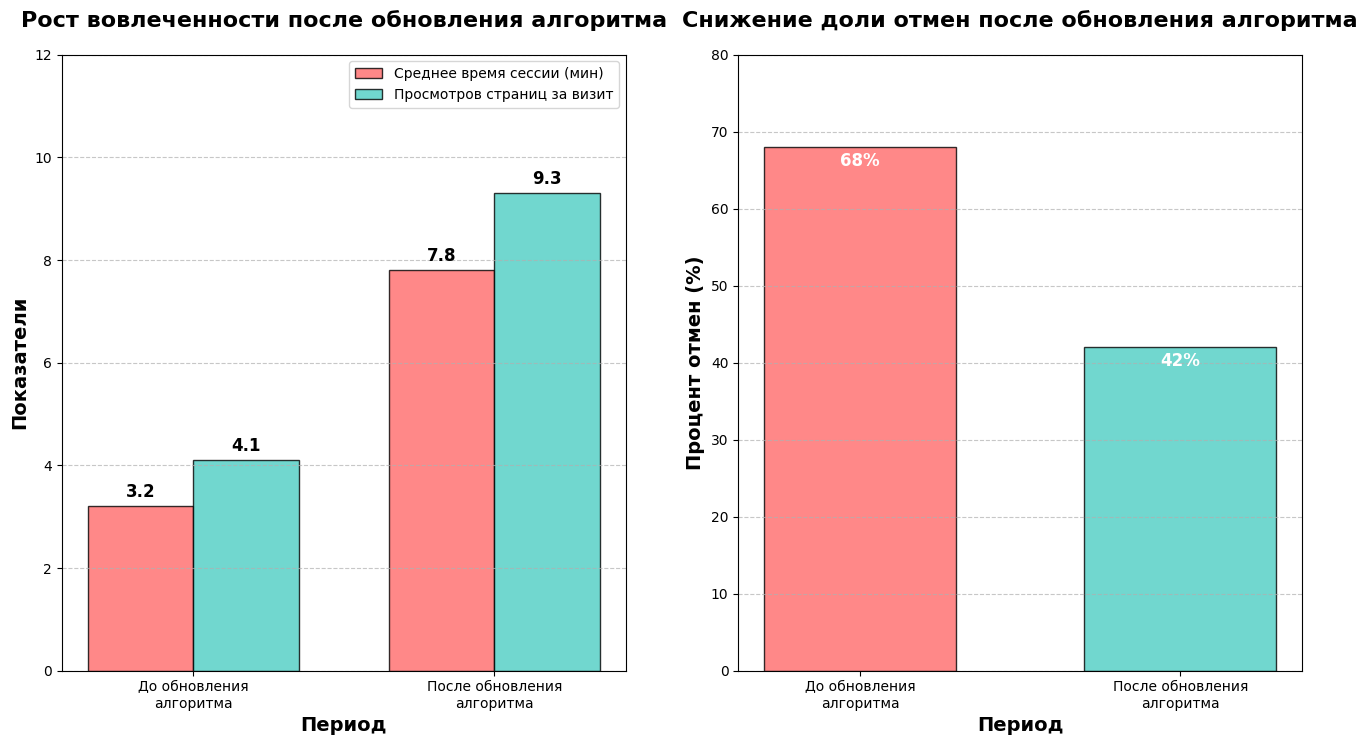 Рост вовлеченности после обновления алгоритма
12
10
8
6
4
2
0
Показатели
Среднее время сессии (мин)
Просмотров страниц за визит
3.2
4.1
7.8
9.3
До обновления
алгоритма
После обновления
алгоритма
Период
Снижение доли отмен после обновления алгоритма
80
70
60
50
40
30
20
10
0
Процент отмен (%)
68%
42%
До обновления
алгоритма
После обновления
алгоритма
Период